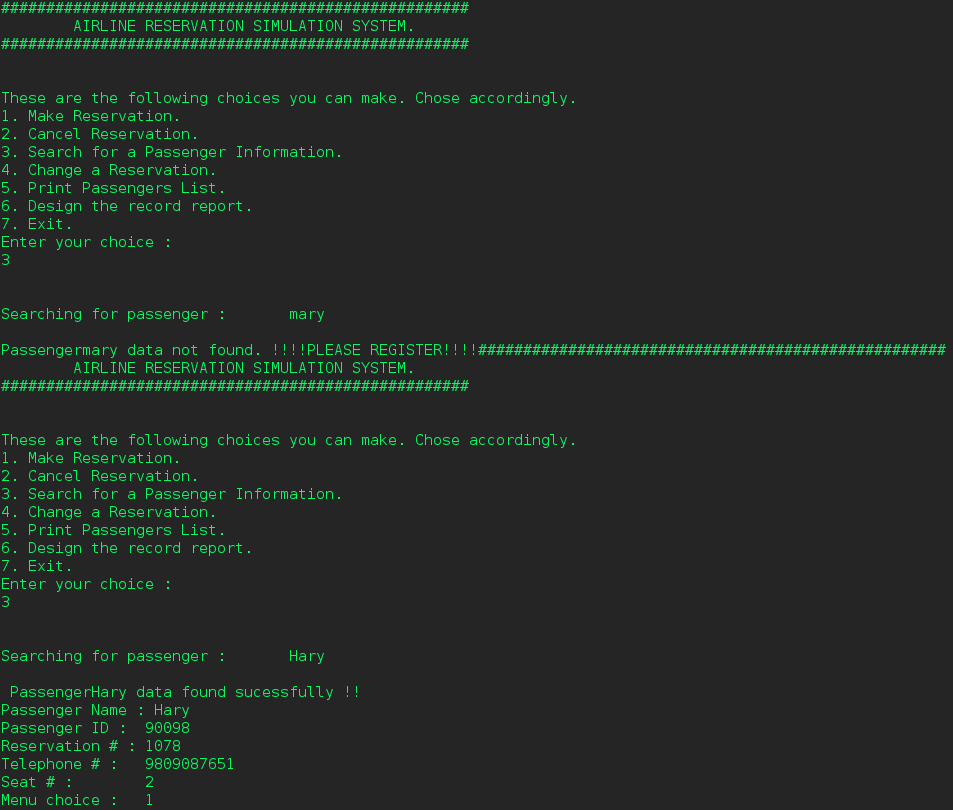 ####################################################
AIRLINE RESERVATION SIMULATION SYSTEM.
####################################################
These are the following choices you can make. Chose accordingly.
1. Make Reservation.
2. Cancel Reservation.
3. Search for a Passenger Information.
4. Change a Reservation.
5. Print Passengers List.
6. Design the record report.
7. Exit.
Enter your choice :
3
Searching for passenger :       mary
Passengermary data not found. !!!!PLEASE REGISTER!!!!####################################################
AIRLINE RESERVATION SIMULATION SYSTEM.
####################################################
These are the following choices you can make. Chose accordingly.
1. Make Reservation.
2. Cancel Reservation.
3. Search for a Passenger Information.
4. Change a Reservation.
5. Print Passengers List.
6. Design the record report.
7. Exit.
Enter your choice :
3
Searching for passenger :       Hary
PassengerHary data found sucessfully !!
Passenger Name : Hary
Passenger ID :  90098
Reservation # : 1078
Telephone # :   9809087651
Seat # :        2
Menu choice :   1